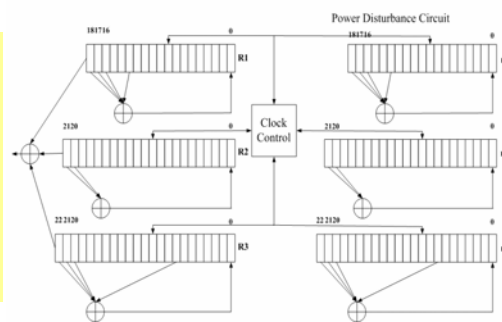 Power Disturbance Circuit
181716 0 181716 0
R1
Clock
Control
2120 0 2120 0
R2
22 2120 0 22 2120 0
R3